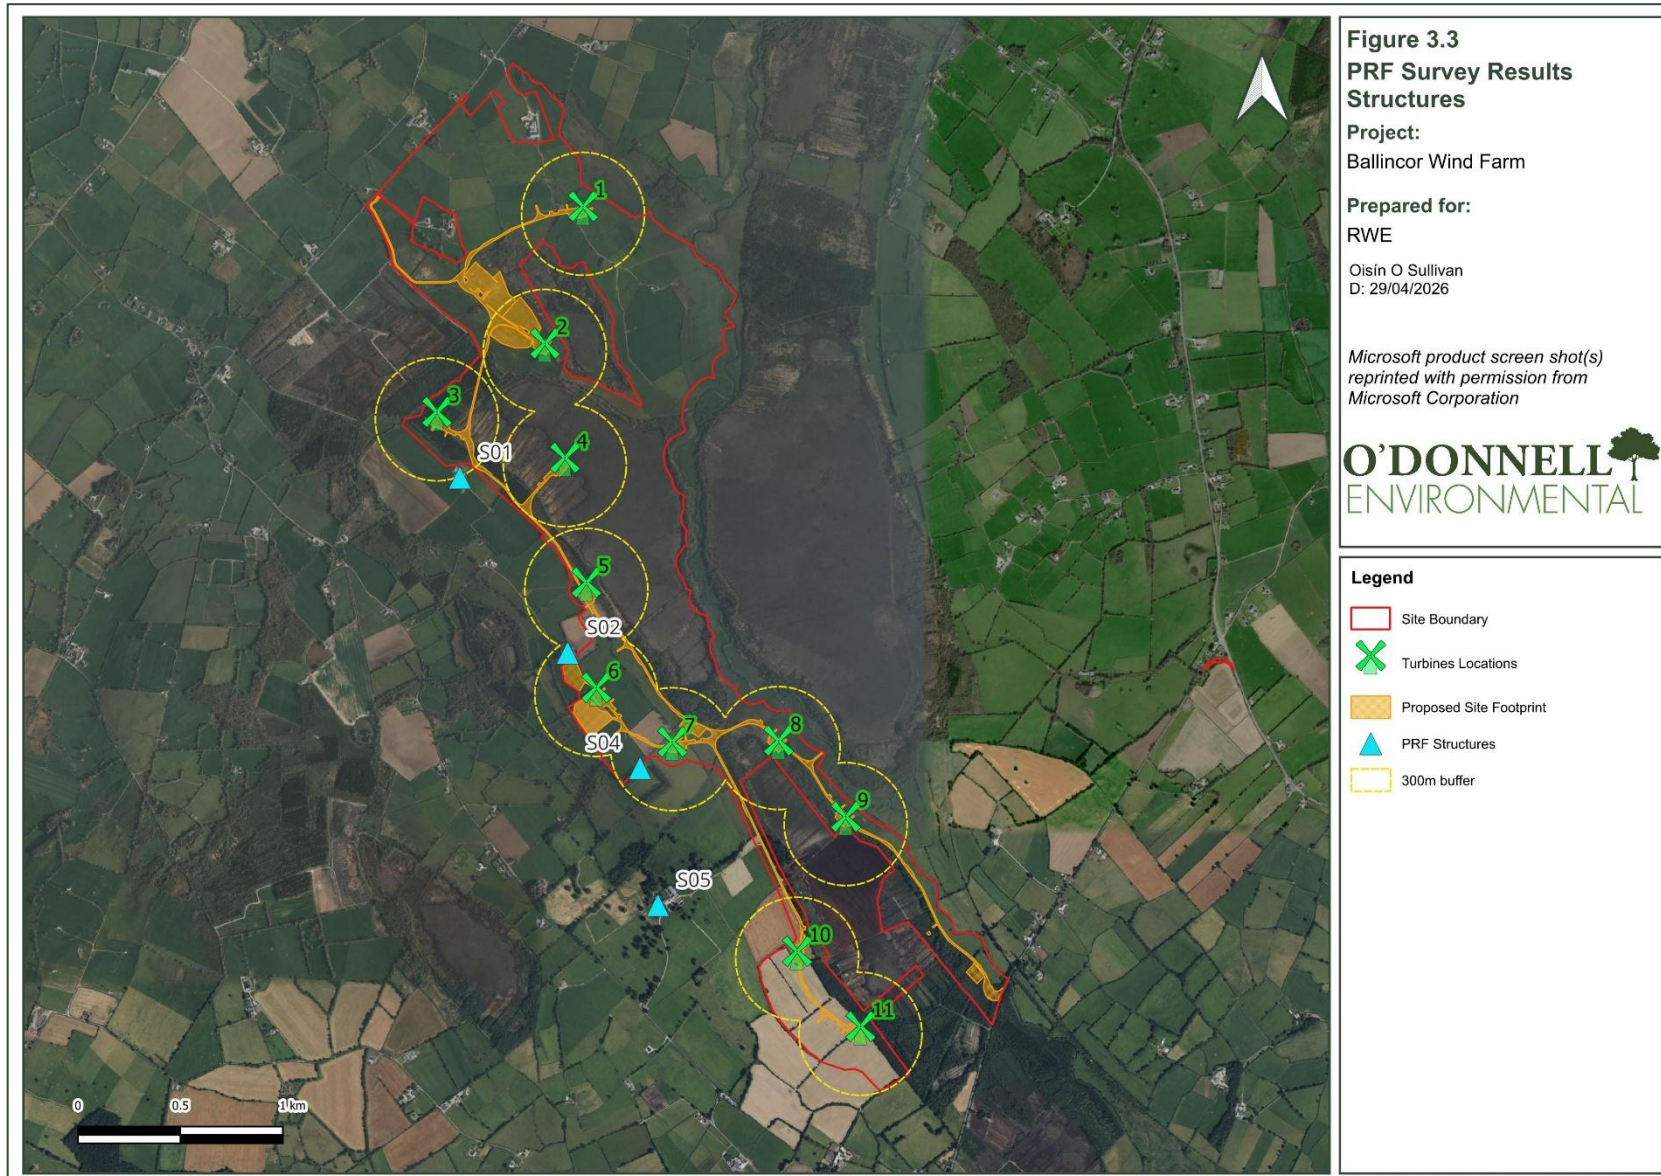 Figure 3.3
PRF Survey Results
Structures
Project:
Ballincor Wind Farm
Prepared for:
RWE
Oisín O Sullivan
D: 29/04/2026
Microsoft product screen shot(s)
reprinted with permission from
Microsoft Corporation
O'DONNELL
ENVIRONMENTAL
Legend
Site Boundary
Turbines Locations
Proposed Site Footprint
PRF Structures
300m buffer
1
2
3
S01
4
5
S02
6
S04
7
8
9
S05
10
11
0 0.5 1 km